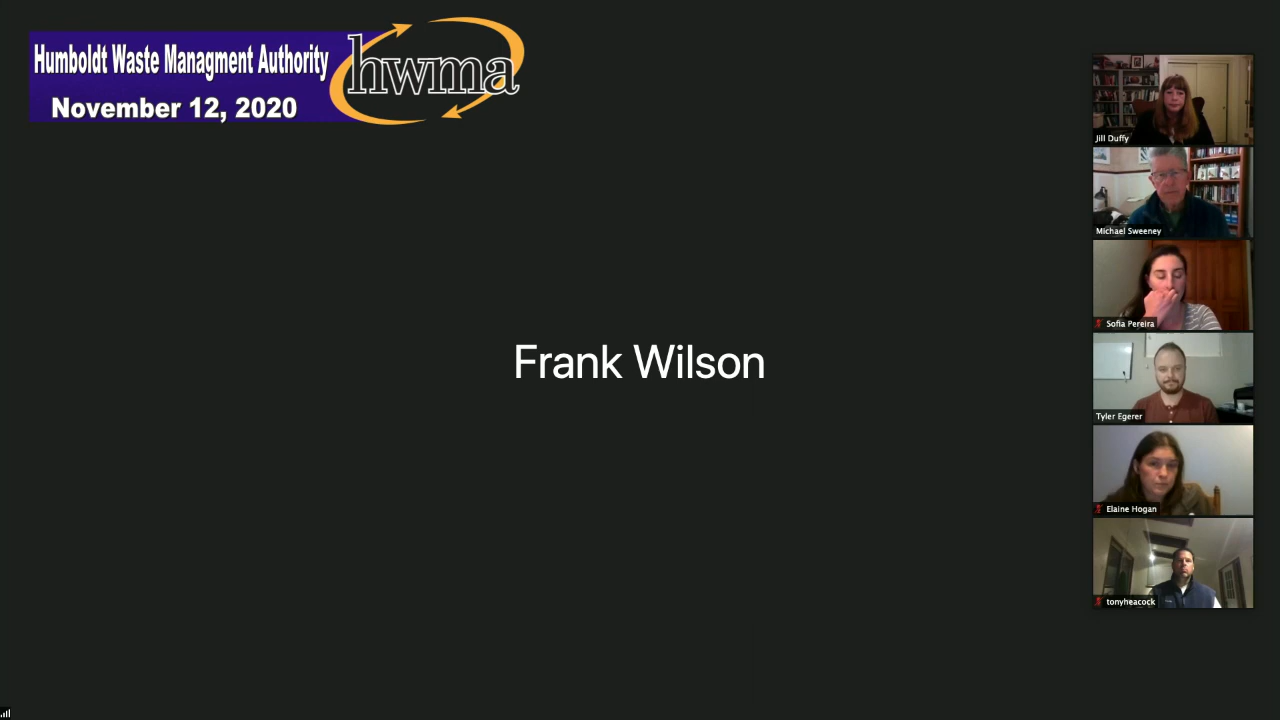 Humboldt Waste Managment Authority
November 12, 2020
hwma
Frank Wilson
Jill Duffy
Michael Sweeney
Sofia Pereira
Tyler Egerer
Elaine Hogan
tonyheacock